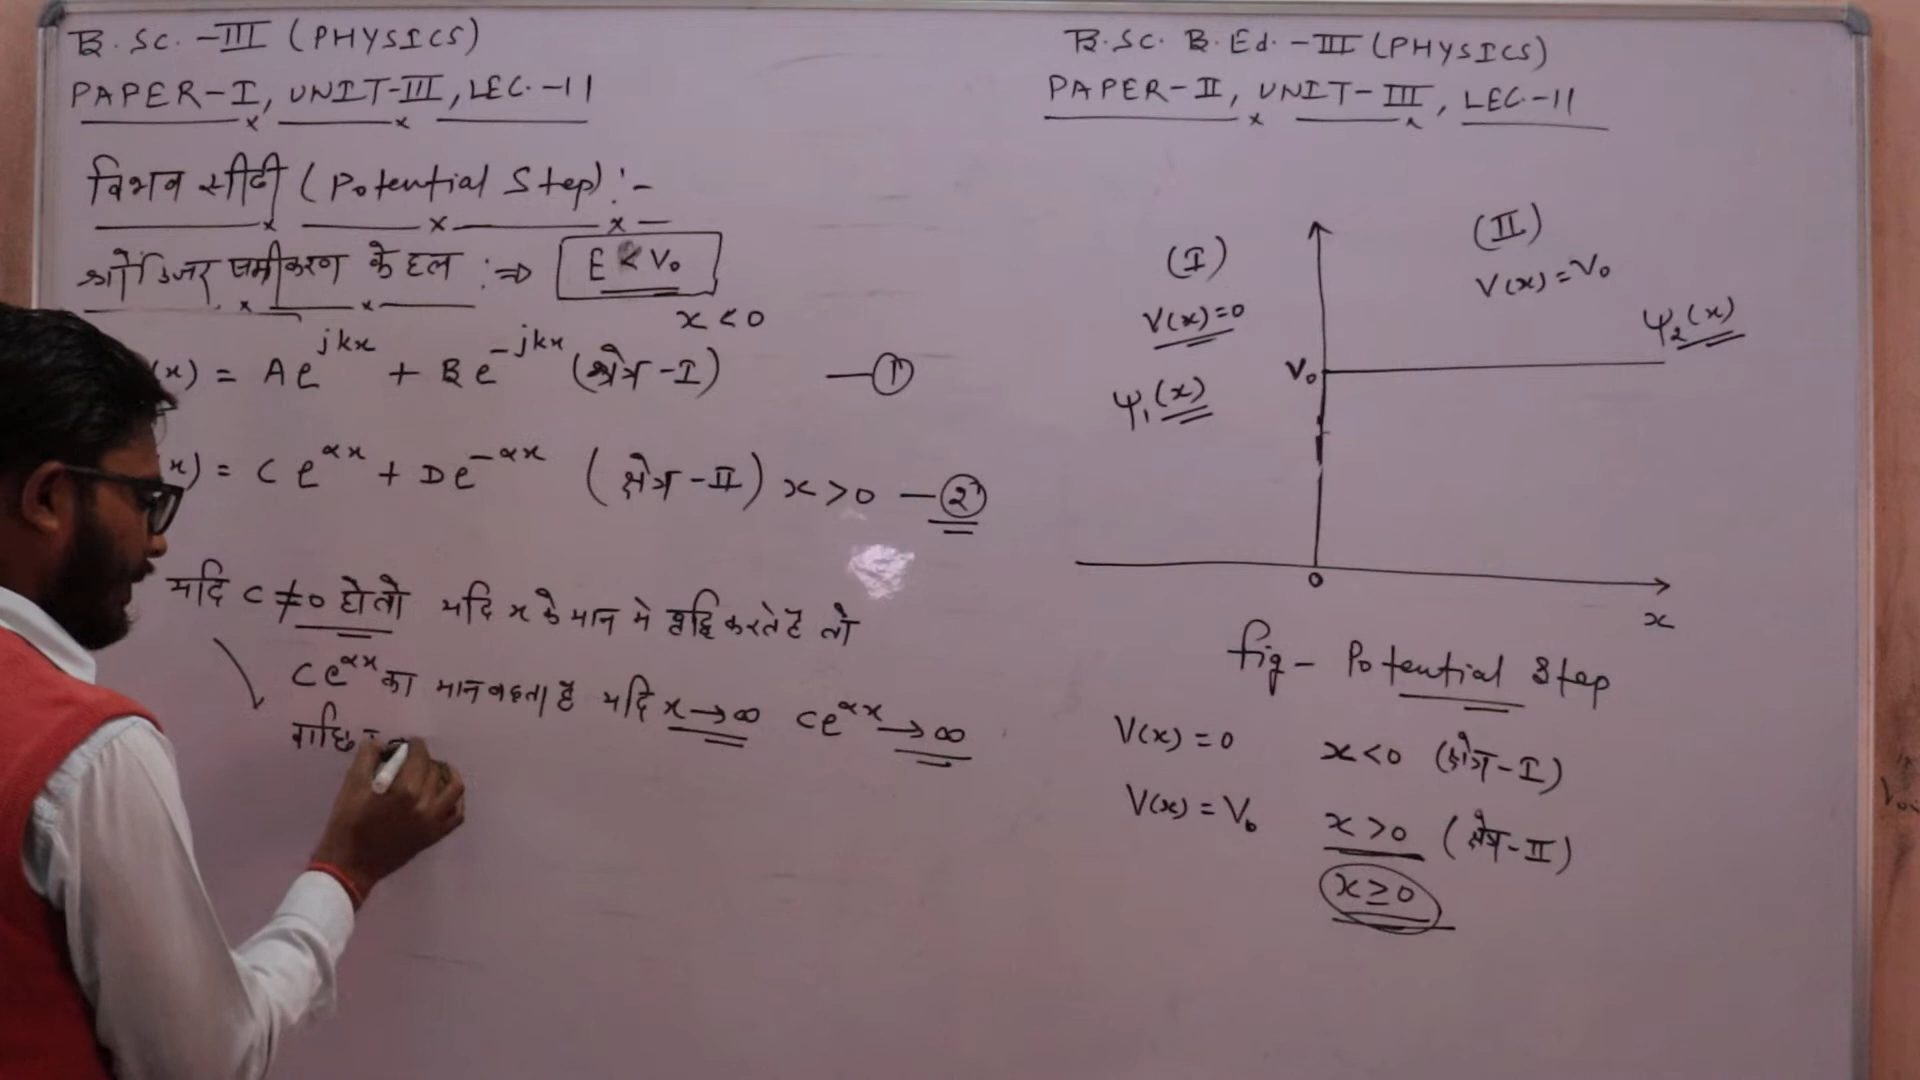 B.Sc.-III (PHYSICS)
PAPER-I, UNIT-III, LEC.-11
विभव सीढी (Potential Step) :-
श्रोडिंजर समीकरण के हल :⇒ E < V₀
x < 0
(x) = Ae^{jkx} + Be^{-jkx} (क्षेत्र-I) —①
x) = Ce^{αx} + De^{-αx} (क्षेत्र-II) x > 0 —②
यदि C ≠ 0 हो तो यदि x के मान मे वृद्धि करते है तो
Ce^{αx} का मान बढता है यदि x → ∞ Ce^{αx} → ∞
B.Sc. B.Ed.-III (PHYSICS)
PAPER-II, UNIT-III, LEC.-11
(I)
V(x)=0
ψ₁(x)
(II)
V(x)=V₀
ψ₂(x)
V₀
0
x
fig- Potential Step
V(x) = 0 x < 0 (क्षेत्र-I)
V(x) = V₀ x > 0 (क्षेत्र-II)
x ≥ 0